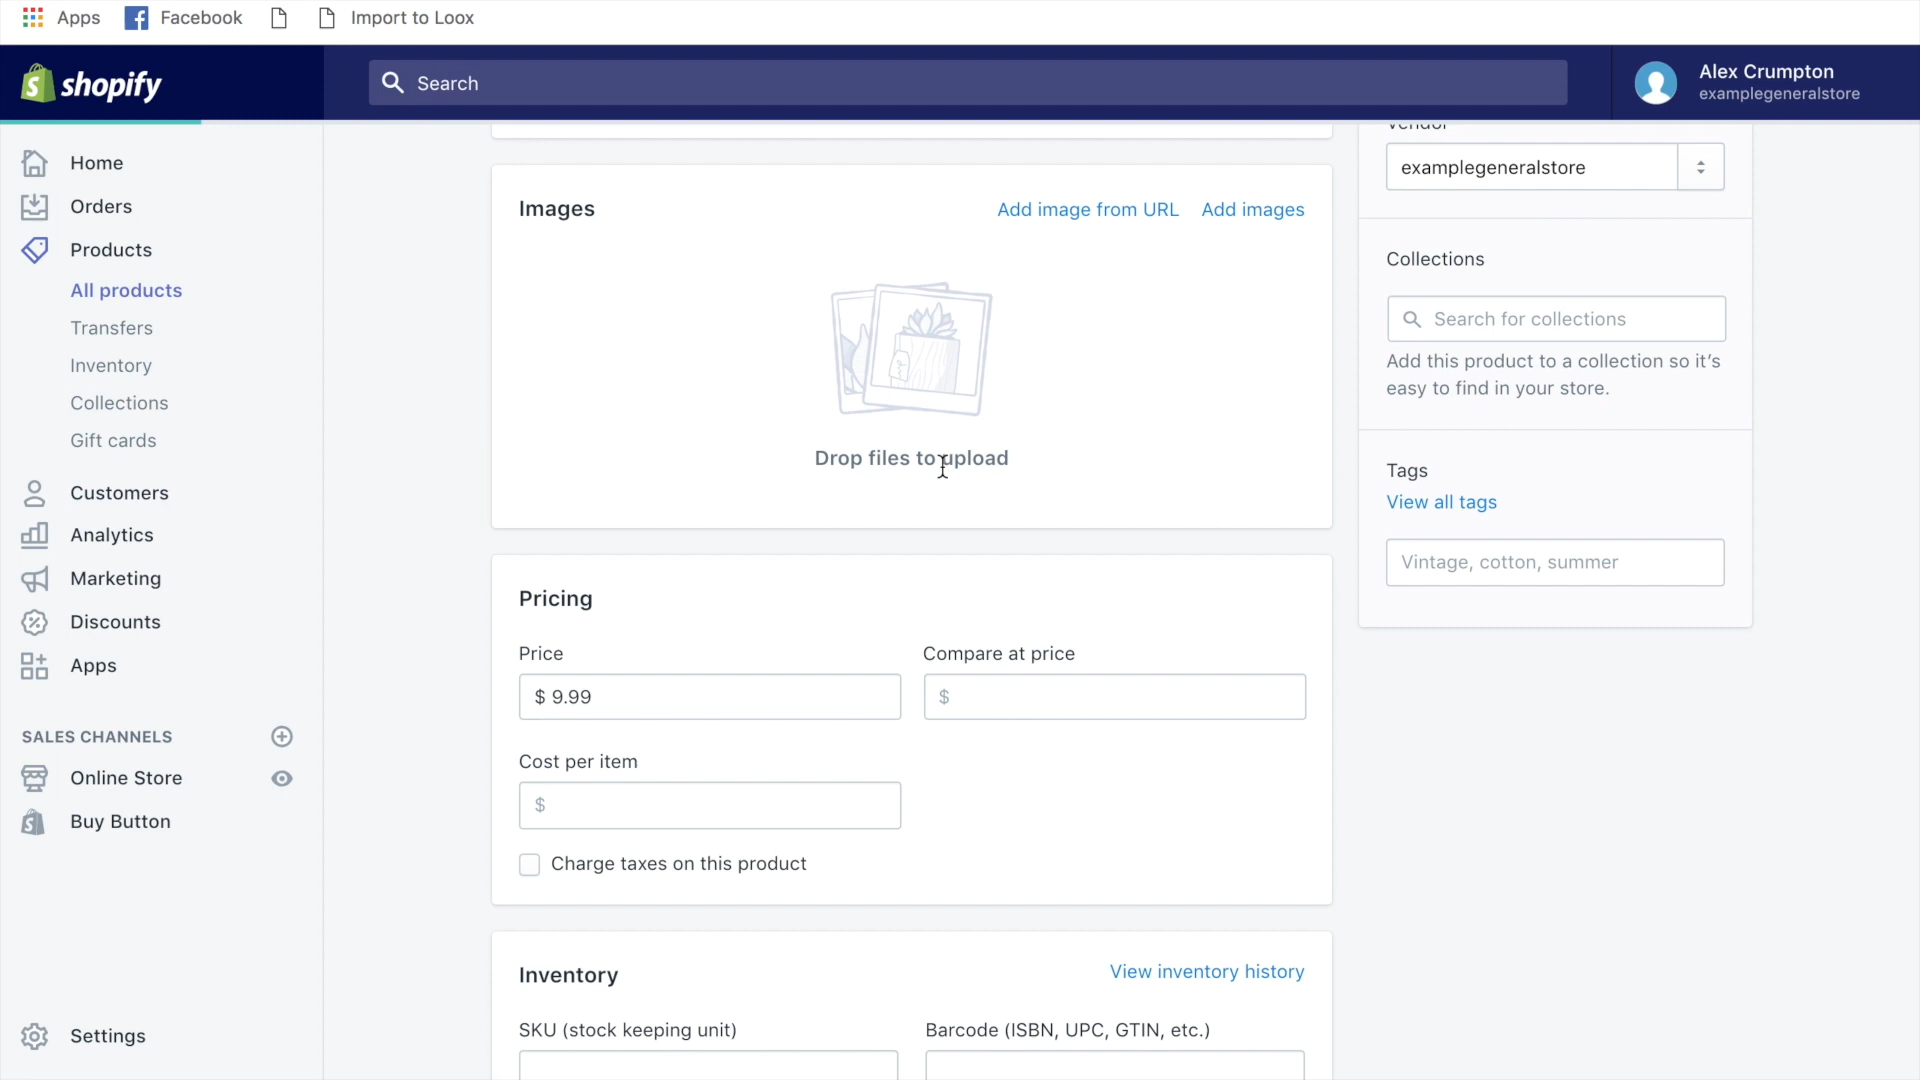 Apps
Facebook
Import to Loox
shopify
Search
Alex Crumpton
examplegeneralstore
Home
Orders
Products
All products
Transfers
Inventory
Collections
Gift cards
Customers
Analytics
Marketing
Discounts
Apps
SALES CHANNELS
Online Store
Buy Button
Settings
Images
Add image from URL
Add images
Drop files to upload
Pricing
Price
Compare at price
$ 9.99
$
Cost per item
$
Charge taxes on this product
Inventory
View inventory history
SKU (stock keeping unit)
Barcode (ISBN, UPC, GTIN, etc.)
Vendor
examplegeneralstore
Collections
Search for collections
Add this product to a collection so it's
easy to find in your store.
Tags
View all tags
Vintage, cotton, summer